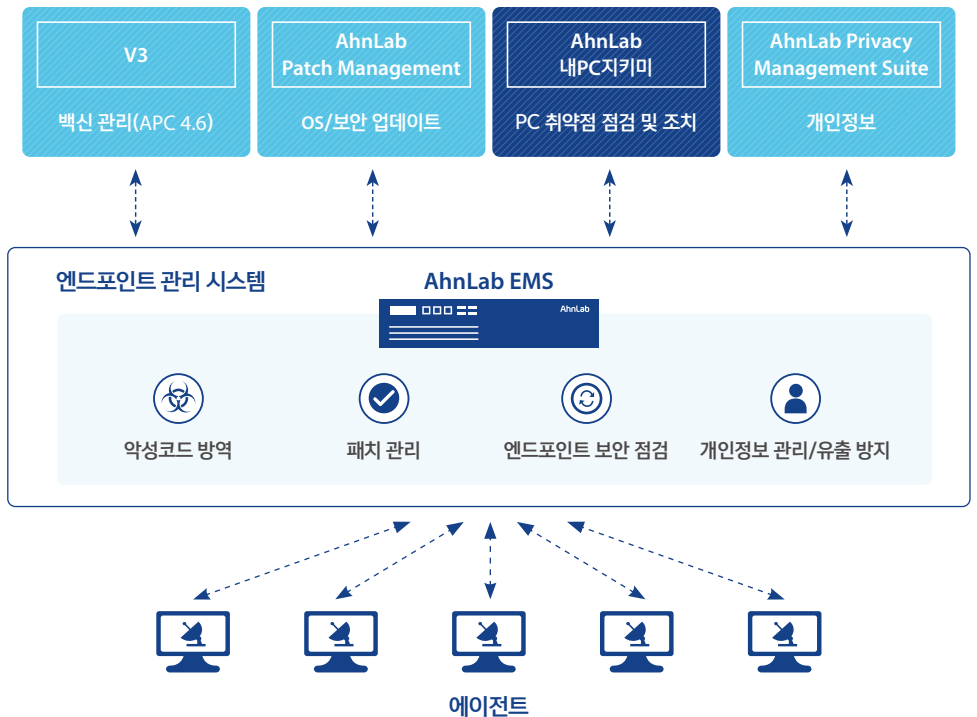 V3
백신 관리(APC 4.6)
AhnLab
Patch Management
OS/보안 업데이트
AhnLab
내PC지키미
PC 취약점 점검 및 조치
AhnLab Privacy
Management Suite
개인정보
엔드포인트 관리 시스템
AhnLab EMS
AhnLab
악성코드 방역
패치 관리
엔드포인트 보안 점검
개인정보 관리/유출 방지
에이전트